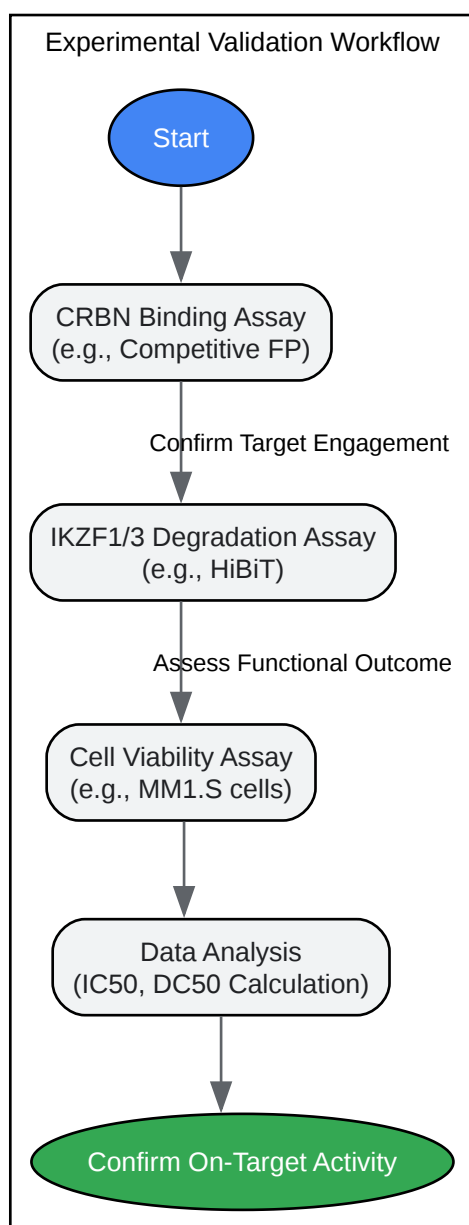 Experimental Validation Workflow
Start
CRBN Binding Assay
(e.g., Competitive FP)
Confirm Target Engagement
IKZF1/3 Degradation Assay
(e.g., HiBiT)
Assess Functional Outcome
Cell Viability Assay
(e.g., MM1.S cells)
Data Analysis
(IC50, DC50 Calculation)
Confirm On-Target Activity